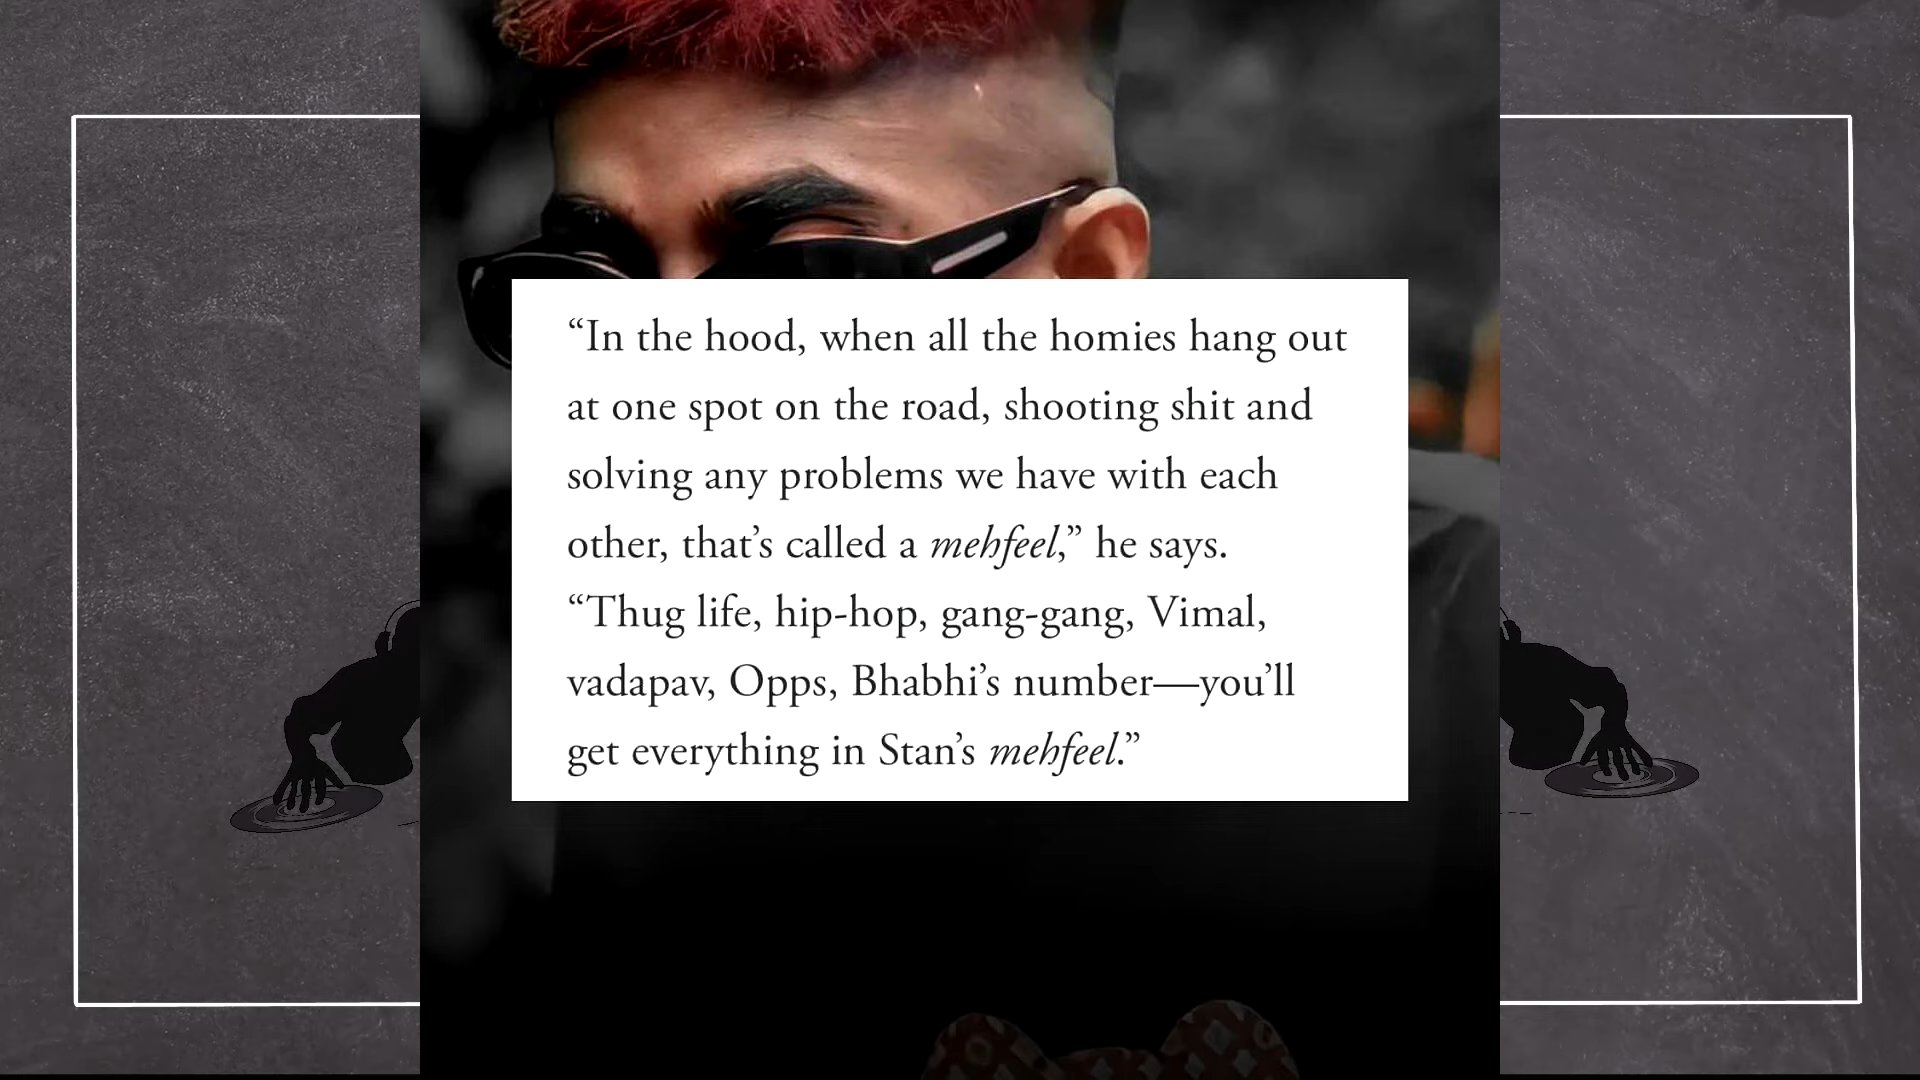 “In the hood, when all the homies hang out
at one spot on the road, shooting shit and
solving any problems we have with each
other, that’s called a mehfeel,” he says.
“Thug life, hip-hop, gang-gang, Vimal,
vadapav, Opps, Bhabhi’s number—you’ll
get everything in Stan’s mehfeel.”